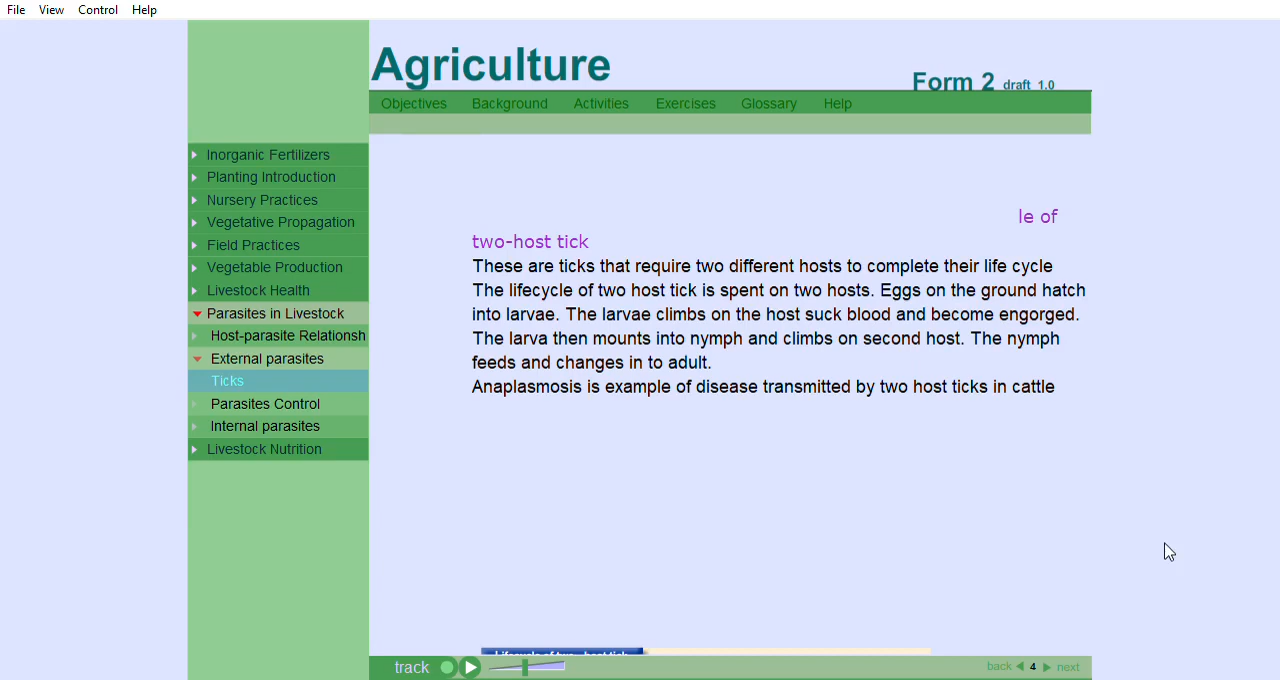 File View Control Help
Agriculture
Form 2 draft 1.0
Objectives Background Activities Exercises Glossary Help
Inorganic Fertilizers
Planting Introduction
Nursery Practices
Vegetative Propagation
Field Practices
Vegetable Production
Livestock Health
Parasites in Livestock
Host-parasite Relationsh
External parasites
Ticks
Parasites Control
Internal parasites
Livestock Nutrition
le of
two-host tick
These are ticks that require two different hosts to complete their life cycle
The lifecycle of two host tick is spent on two hosts. Eggs on the ground hatch
into larvae. The larvae climbs on the host suck blood and become engorged.
The larva then mounts into nymph and climbs on second host. The nymph
feeds and changes in to adult.
Anaplasmosis is example of disease transmitted by two host ticks in cattle
Lifecycle of two - host tick
track
back 4 next